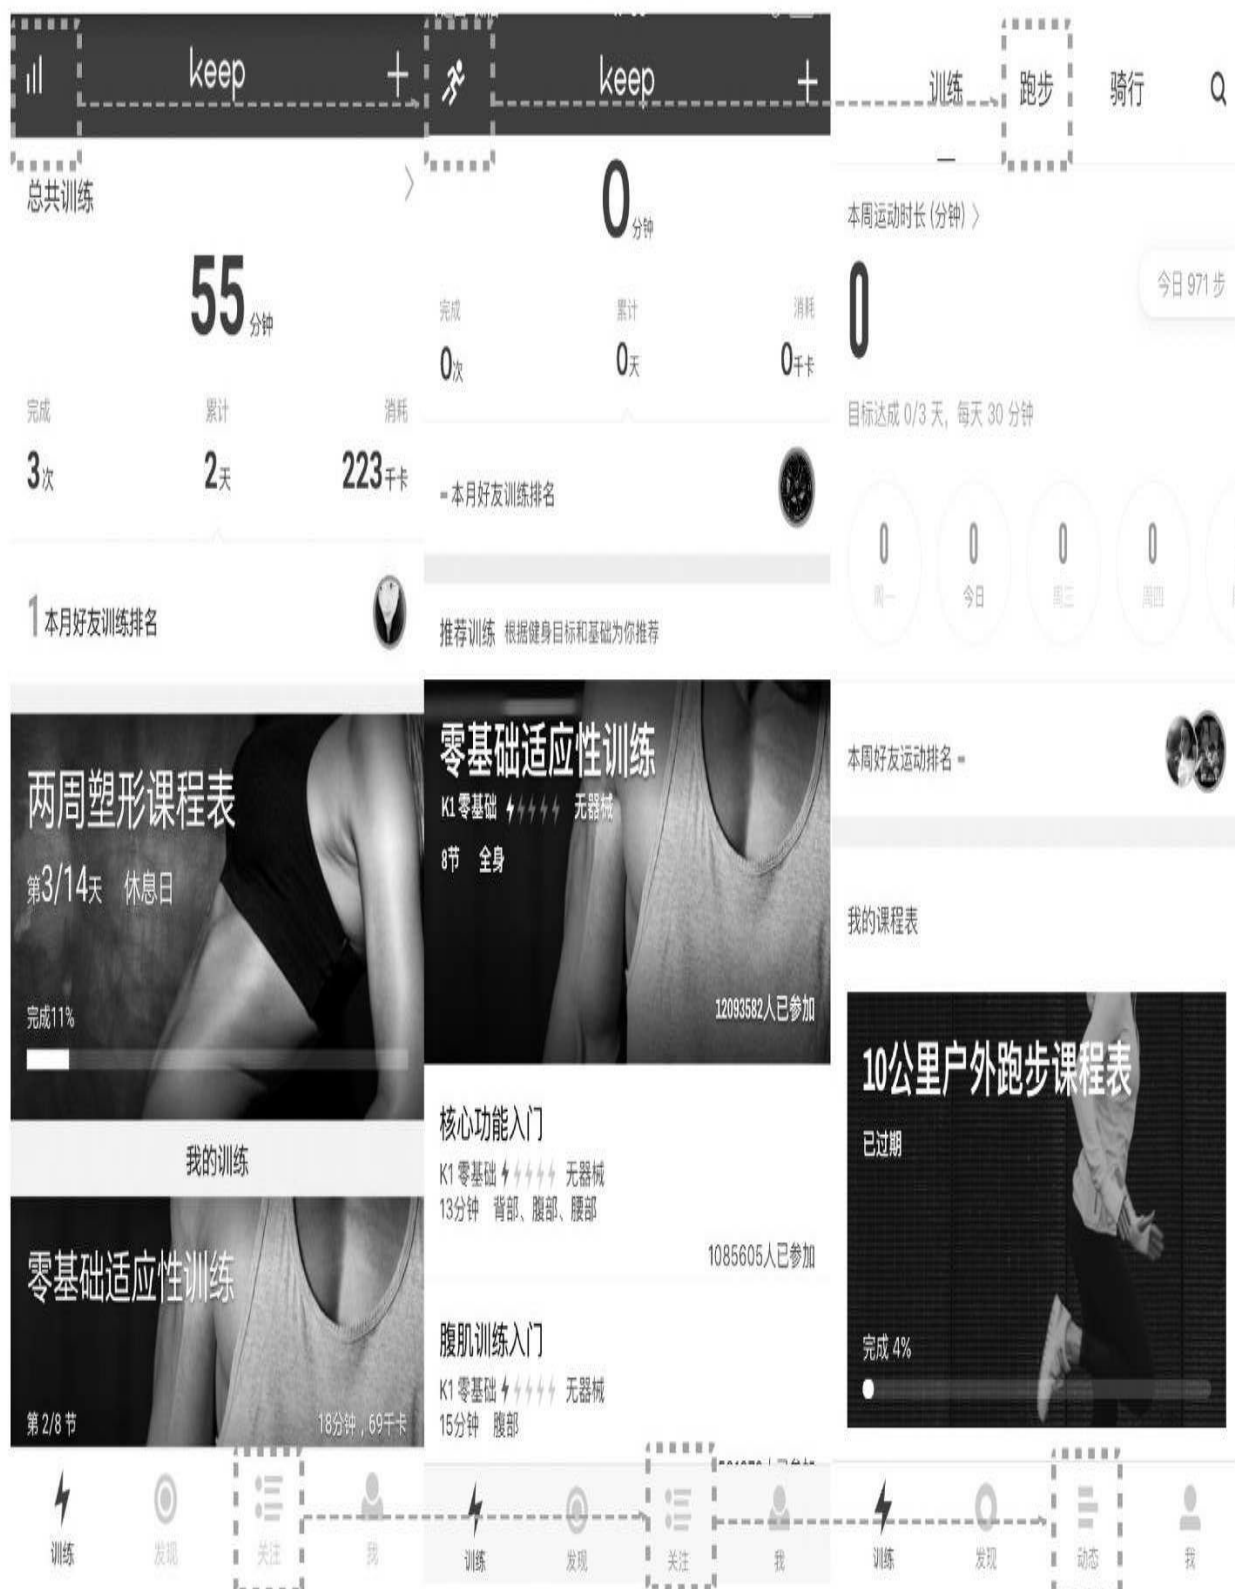 keep
总共训练
55分钟
完成 累计 消耗
3次 2天 223千卡
1 本月好友训练排名
两周塑形课程表
第3/14天 休息日
完成11%
我的训练
零基础适应性训练
第 2/8 节 18分钟，69千卡
训练 发现 关注 我
keep
0分钟
完成 累计 消耗
0次 0天 0千卡
- 本月好友训练排名
推荐训练 根据健身目标和基础为你推荐
零基础适应性训练
K1 零基础 无器械
8节 全身
12093582人已参加
核心功能入门
K1 零基础 无器械
13分钟 背部、腹部、腰部
1085605人已参加
腹肌训练入门
K1 零基础 无器械
15分钟 腹部
训练 发现 关注 我
训练 跑步 骑行
本周运动时长 (分钟)
0
今日 971 步
目标达成 0/3 天，每天 30 分钟
0 0 0 0
周一 今日 周三 周四
本周好友运动排名 -
我的课程表
10公里户外跑步课程表
已过期
完成 4%
训练 发现 动态 我